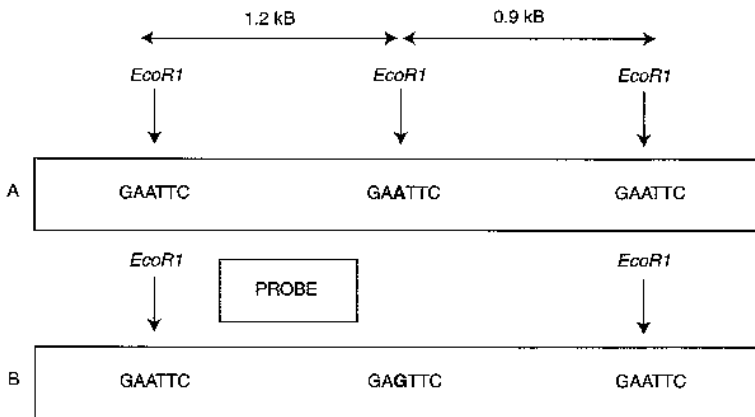 1.2 kB 0.9 kB
EcoR1 EcoR1 EcoR1
A GAATTC GAATTC GAATTC
EcoR1 PROBE EcoR1
B GAATTC GAGTTC GAATTC